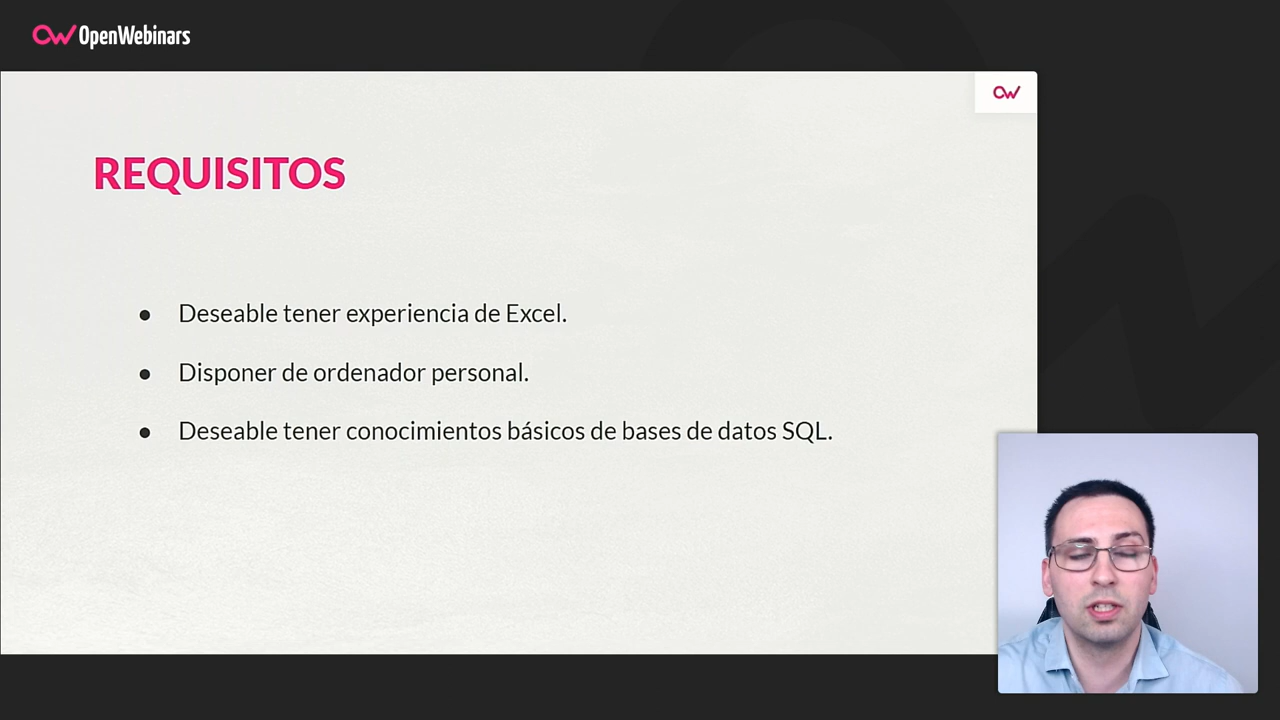 OpenWebinars
REQUISITOS
● Deseable tener experiencia de Excel.
● Disponer de ordenador personal.
● Deseable tener conocimientos básicos de bases de datos SQL.